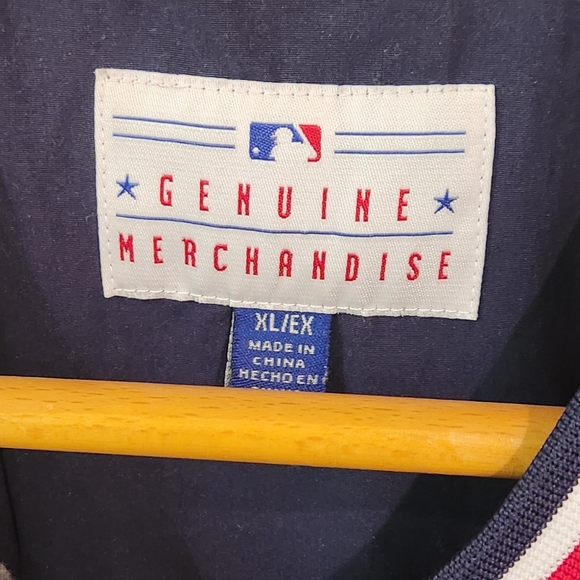 GENUINE
MERCHANDISE
XL/EX
MADE IN
CHINA
HECHO EN